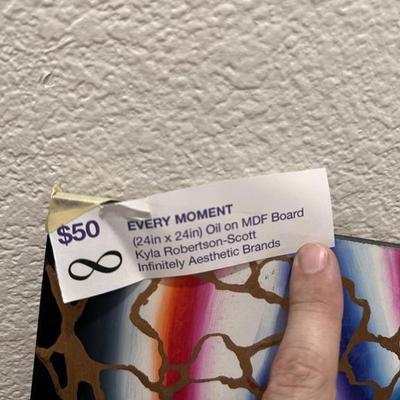 $50
EVERY MOMENT
(24in x 24in) Oil on MDF Board
Kyla Robertson-Scott
Infinitely Aesthetic Brands